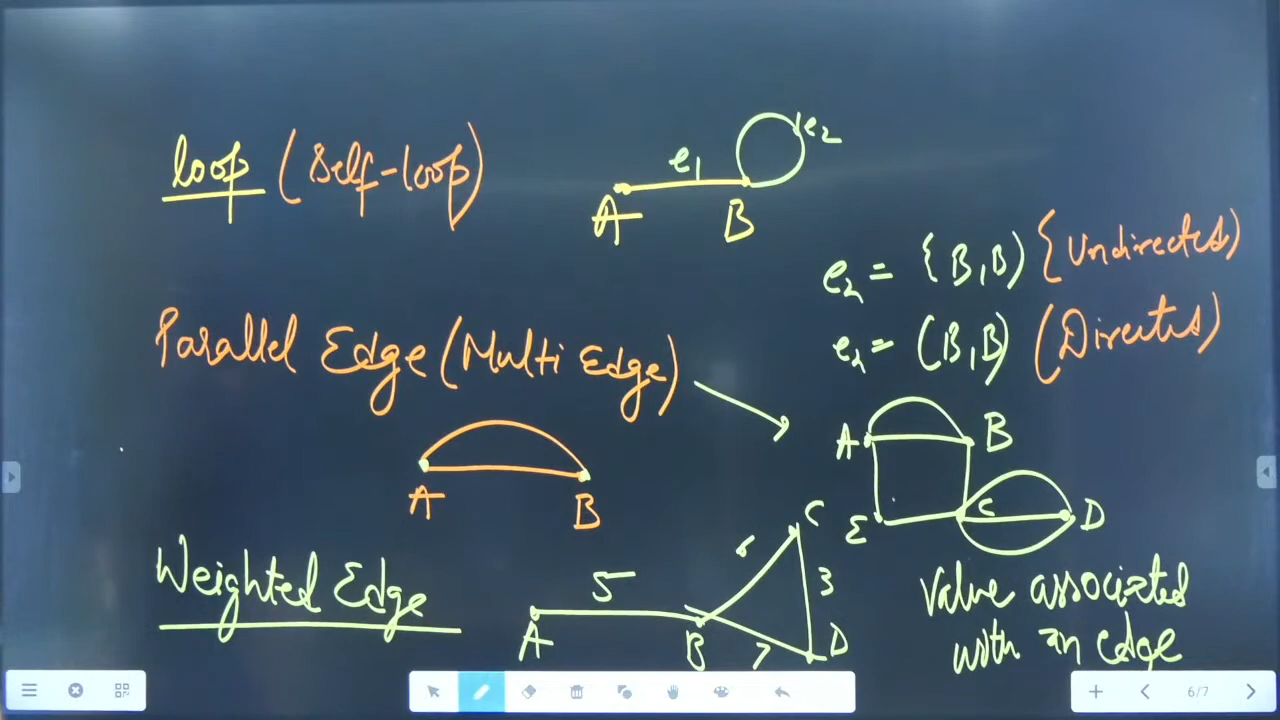 loop (Self-loop)
e1
e2
A
B
e2 = {B,B) {Undirected)
e2 = (B,B) (Directed)
Parallel Edge (Multi Edge)
A
B
A
B
E
C
D
Weighted Edge
5
A
B
6
C
3
7
D
Value associated
with an edge
6/7